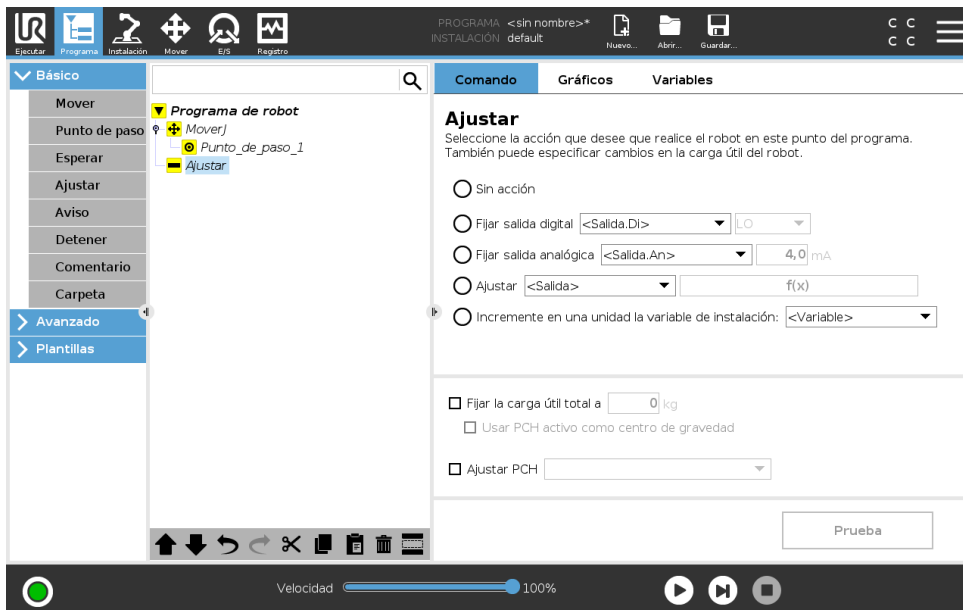 PROGRAMA <sin nombre>*
INSTALACIÓN default
Ejecutar Programa Instalación Mover E/S Registro Nuevo... Abrir... Guardar...
C C
C C
Básico
Mover
Punto de paso
Esperar
Ajustar
Aviso
Detener
Comentario
Carpeta
Avanzado
Plantillas
Programa de robot
MoverJ
Punto_de_paso_1
Ajustar
Comando Gráficos Variables
Ajustar
Seleccione la acción que desee que realice el robot en este punto del programa.
También puede especificar cambios en la carga útil del robot.
Sin acción
Fijar salida digital <Salida.Di> LO
Fijar salida analógica <Salida.An> 4,0 mA
Ajustar <Salida> f(x)
Incremente en una unidad la variable de instalación: <Variable>
Fijar la carga útil total a 0 kg
Usar PCH activo como centro de gravedad
Ajustar PCH
Prueba
Velocidad 100%